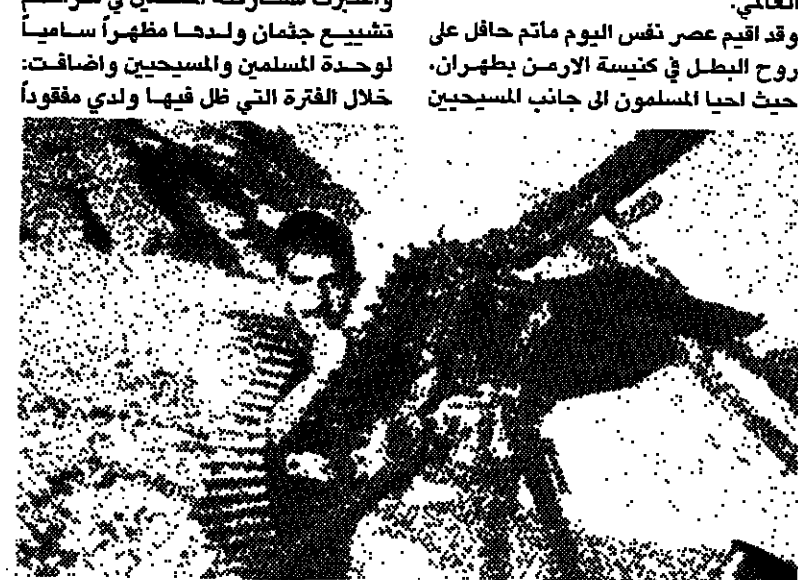 العالمي.
وقد اقيم عصر نفس اليوم مأتم حافل على
روح البطل في كنيسة الارمن بطهران،
حيث احيا المسلمون الى جانب المسيحيين
تشييع جثمان ولدها مظهراً سامياً
لوحدة المسلمين والمسيحيين واضافت:
خلال الفترة التي ظل فيها ولدي مفقوداً